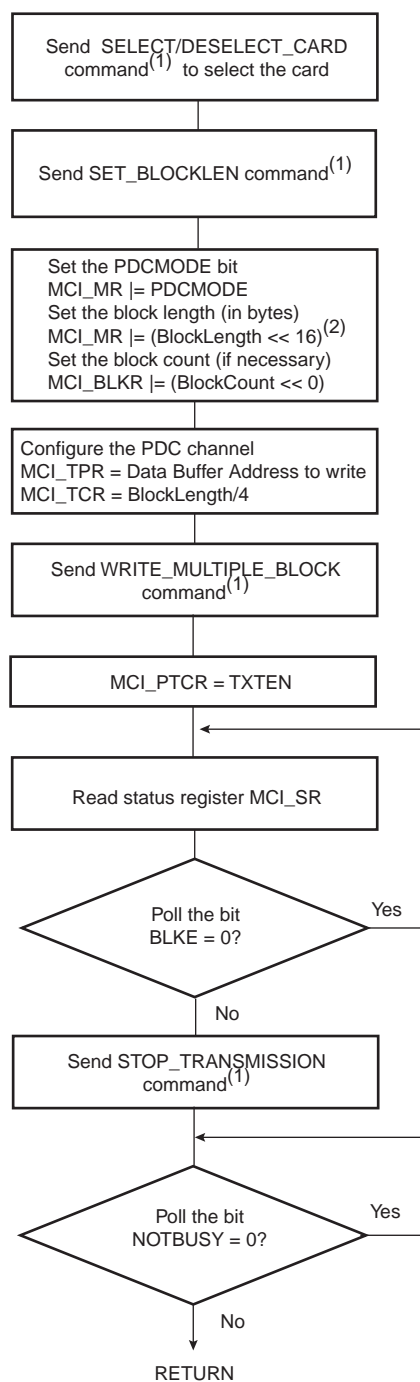 Send SELECT/DESELECT_CARD
command(1) to select the card
Send SET_BLOCKLEN command(1)
Set the PDCMODE bit
MCI_MR |= PDCMODE
Set the block length (in bytes)
MCI_MR |= (BlockLength << 16)(2)
Set the block count (if necessary)
MCI_BLKR |= (BlockCount << 0)
Configure the PDC channel
MCI_TPR = Data Buffer Address to write
MCI_TCR = BlockLength/4
Send WRITE_MULTIPLE_BLOCK
command(1)
MCI_PTCR = TXTEN
Read status register MCI_SR
Poll the bit
BLKE = 0?
Yes
No
Send STOP_TRANSMISSION
command(1)
Poll the bit
NOTBUSY = 0?
Yes
No
RETURN